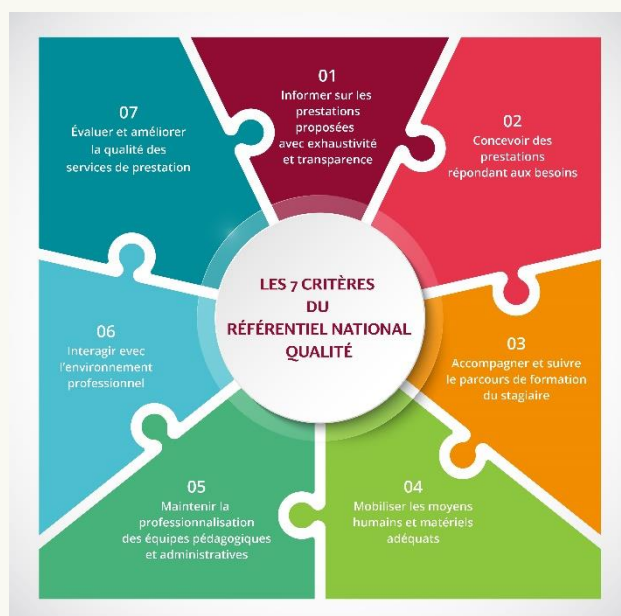 LES 7 CRITÈRES
DU
RÉFÉRENTIEL NATIONAL
QUALITÉ
01
Informer sur les
prestations
proposées
avec exhaustivité
et transparence
02
Concevoir des
prestations
répondant aux besoins
03
Accompagner et suivre
le parcours de formation
du stagiaire
04
Mobiliser les moyens
humains et matériels
adéquats
05
Maintenir la
professionnalisation
des équipes pédagogiques
et administratives
06
Interagir avec
l'environnement
professionnel
07
Évaluer et améliorer
la qualité des
services de prestation